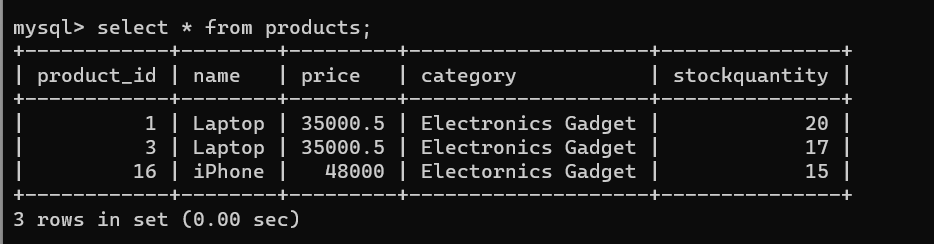 mysql> select * from products;
+------------+--------+---------+--------------------+---------------+
| product_id | name   | price   | category           | stockquantity |
+------------+--------+---------+--------------------+---------------+
|          1 | Laptop | 35000.5 | Electronics Gadget |            20 |
|          3 | Laptop | 35000.5 | Electronics Gadget |            17 |
|         16 | iPhone |   48000 | Electornics Gadget |            15 |
+------------+--------+---------+--------------------+---------------+
3 rows in set (0.00 sec)